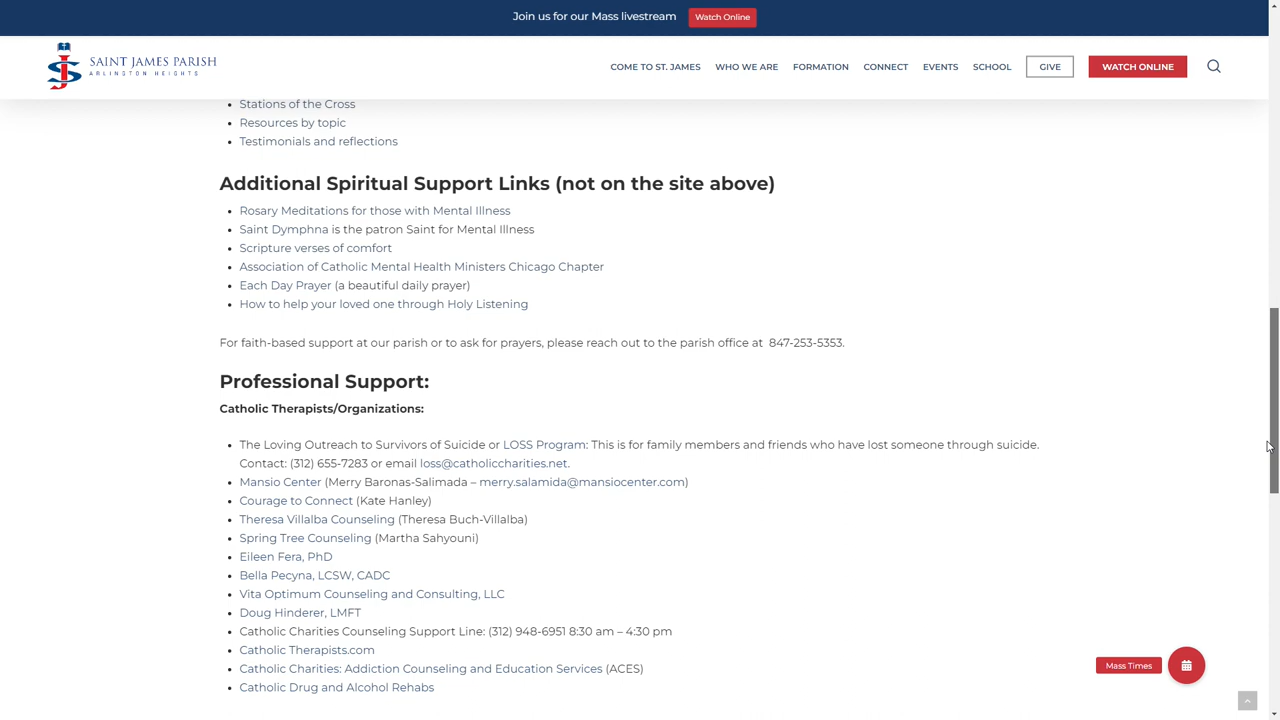 Join us for our Mass livestream Watch Online
SAINT JAMES PARISH
ARLINGTON HEIGHTS
COME TO ST. JAMES WHO WE ARE FORMATION CONNECT EVENTS SCHOOL GIVE WATCH ONLINE
Stations of the Cross
Resources by topic
Testimonials and reflections
Additional Spiritual Support Links (not on the site above)
Rosary Meditations for those with Mental Illness
Saint Dymphna is the patron Saint for Mental Illness
Scripture verses of comfort
Association of Catholic Mental Health Ministers Chicago Chapter
Each Day Prayer (a beautiful daily prayer)
How to help your loved one through Holy Listening
For faith-based support at our parish or to ask for prayers, please reach out to the parish office at 847-253-5353.
Professional Support:
Catholic Therapists/Organizations:
The Loving Outreach to Survivors of Suicide or LOSS Program: This is for family members and friends who have lost someone through suicide.
Contact: (312) 655-7283 or email loss@catholiccharities.net.
Mansio Center (Merry Baronas-Salimada – merry.salamida@mansiocenter.com)
Courage to Connect (Kate Hanley)
Theresa Villalba Counseling (Theresa Buch-Villalba)
Spring Tree Counseling (Martha Sahyouni)
Eileen Fera, PhD
Bella Pecyna, LCSW, CADC
Vita Optimum Counseling and Consulting, LLC
Doug Hinderer, LMFT
Catholic Charities Counseling Support Line: (312) 948-6951 8:30 am – 4:30 pm
Catholic Therapists.com
Catholic Charities: Addiction Counseling and Education Services (ACES)
Catholic Drug and Alcohol Rehabs
Mass Times